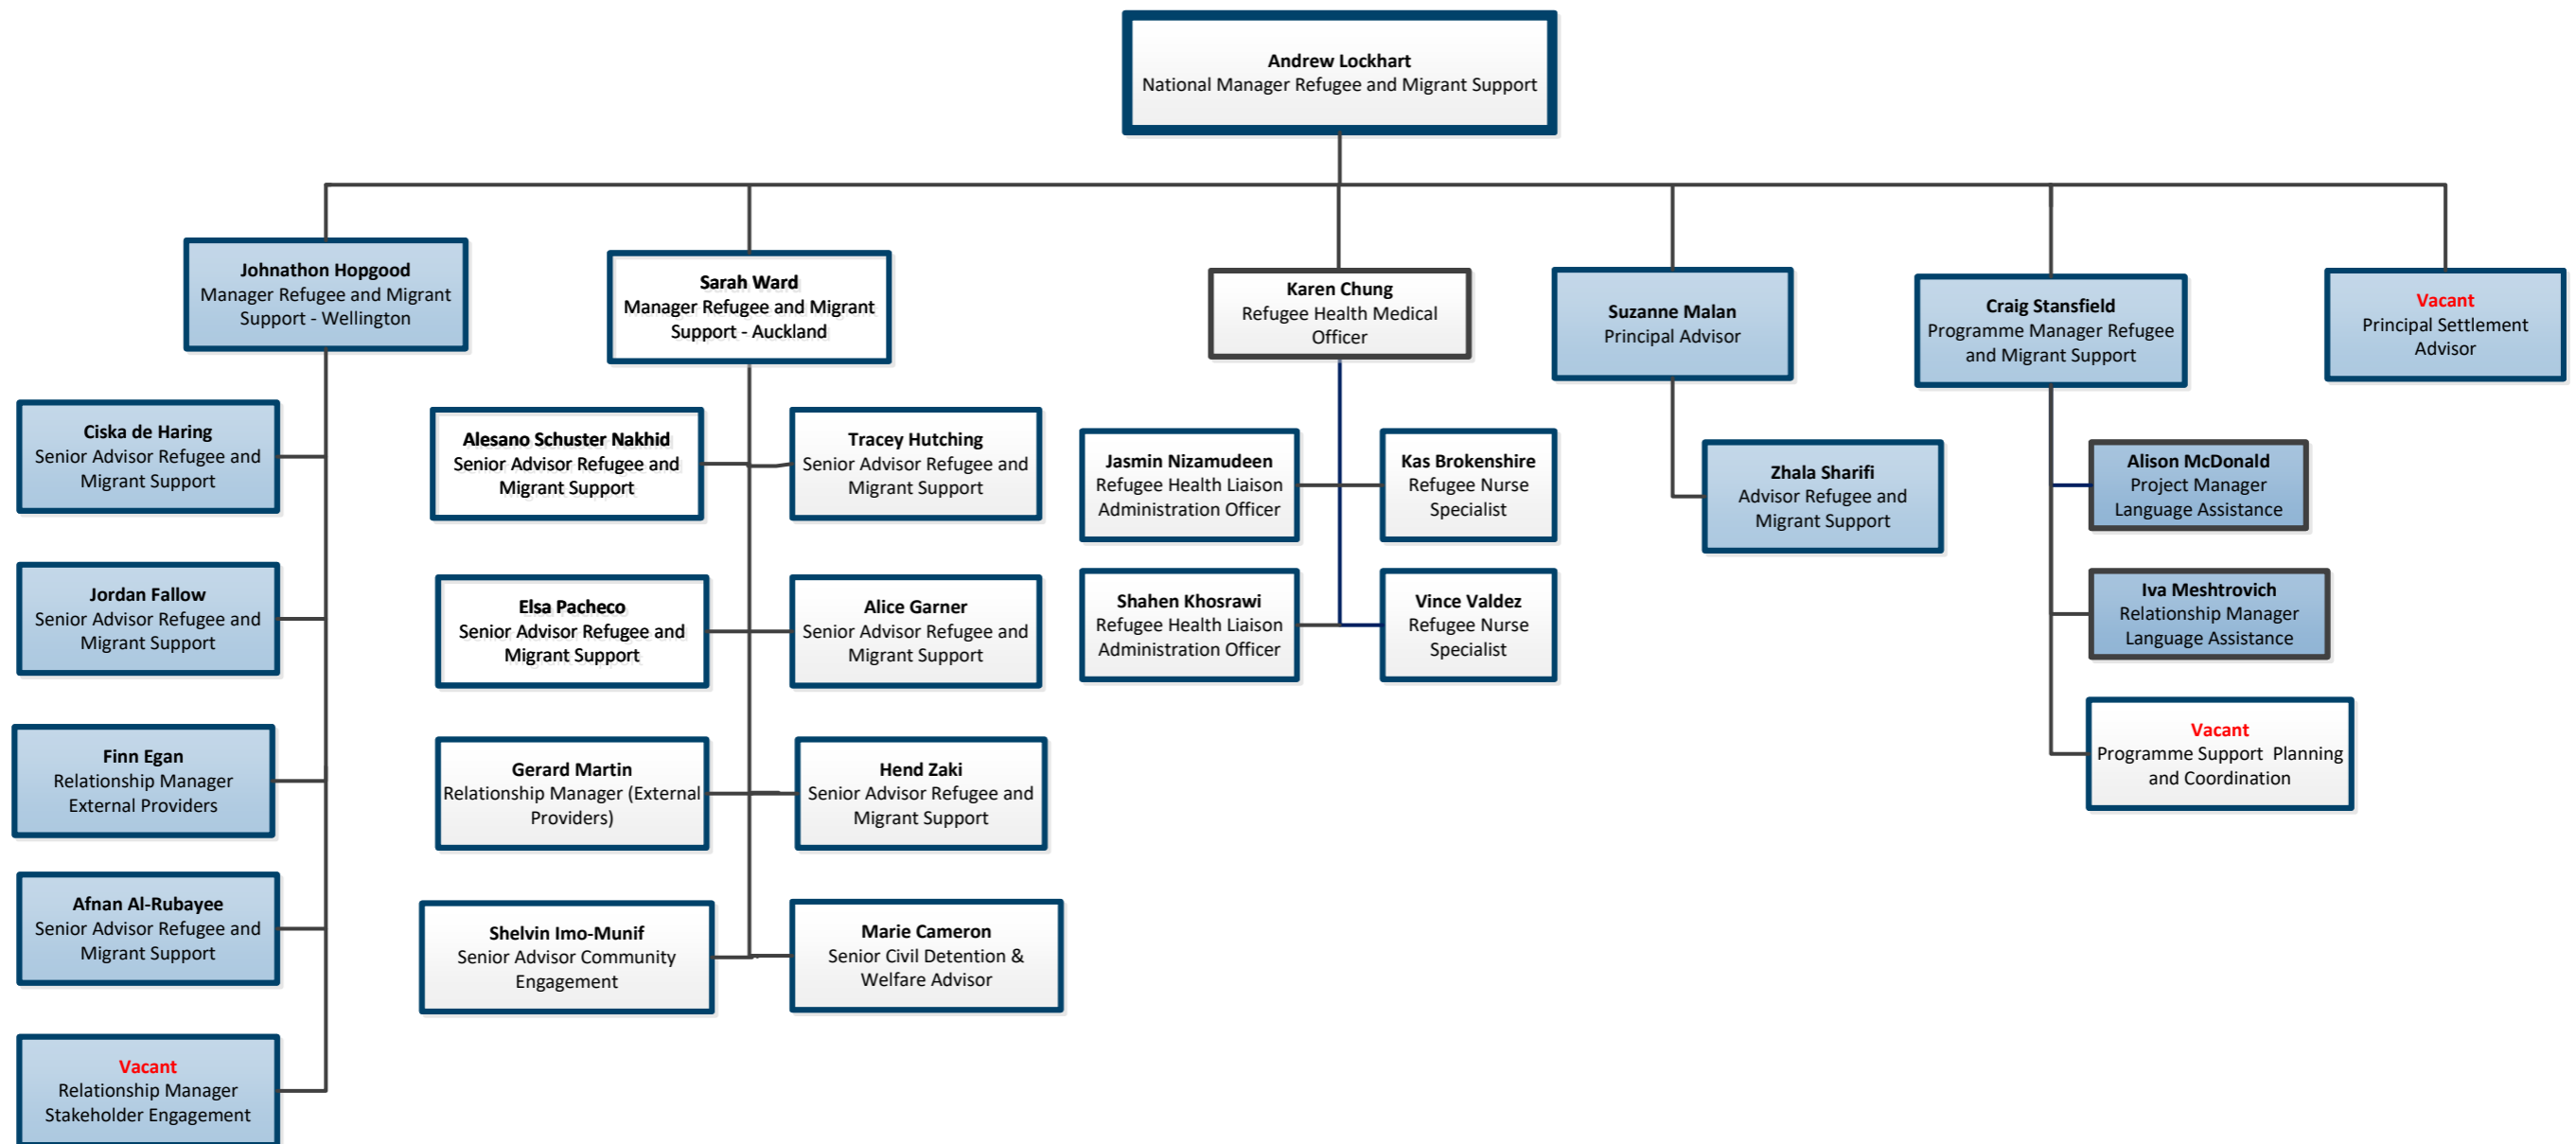 Andrew Lockhart
National Manager Refugee and Migrant Support
Johnathon Hopgood
Manager Refugee and Migrant
Support - Wellington
Sarah Ward
Manager Refugee and Migrant
Support - Auckland
Karen Chung
Refugee Health Medical
Officer
Suzanne Malan
Principal Advisor
Craig Stansfield
Programme Manager Refugee
and Migrant Support
Vacant
Principal Settlement
Advisor
Ciska de Haring
Senior Advisor Refugee and
Migrant Support
Jordan Fallow
Senior Advisor Refugee and
Migrant Support
Finn Egan
Relationship Manager
External Providers
Afnan Al-Rubayee
Senior Advisor Refugee and
Migrant Support
Vacant
Relationship Manager
Stakeholder Engagement
Alesano Schuster Nakhid
Senior Advisor Refugee and
Migrant Support
Tracey Hutching
Senior Advisor Refugee and
Migrant Support
Elsa Pacheco
Senior Advisor Refugee and
Migrant Support
Alice Garner
Senior Advisor Refugee and
Migrant Support
Gerard Martin
Relationship Manager (External
Providers)
Hend Zaki
Senior Advisor Refugee and
Migrant Support
Shelvin Imo-Munif
Senior Advisor Community
Engagement
Marie Cameron
Senior Civil Detention &
Welfare Advisor
Jasmin Nizamudeen
Refugee Health Liaison
Administration Officer
Kas Brokenshire
Refugee Nurse
Specialist
Shahen Khosrawi
Refugee Health Liaison
Administration Officer
Vince Valdez
Refugee Nurse
Specialist
Zhala Sharifi
Advisor Refugee and
Migrant Support
Alison McDonald
Project Manager
Language Assistance
Iva Meshtrovich
Relationship Manager
Language Assistance
Vacant
Programme Support  Planning
and Coordination